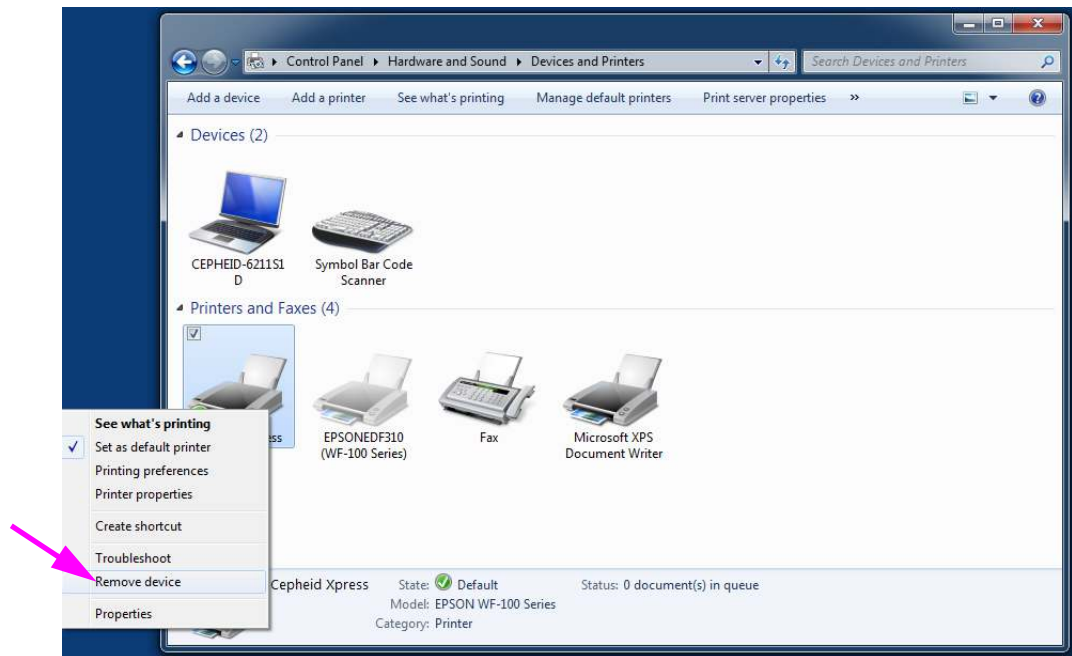 Control Panel ▸ Hardware and Sound ▸ Devices and Printers
Search Devices and Printers
Add a device Add a printer See what's printing Manage default printers Print server properties »
Devices (2)
CEPHEID-6211S1
D
Symbol Bar Code
Scanner
Printers and Faxes (4)
ess
EPSONEDF310
(WF-100 Series)
Fax
Microsoft XPS
Document Writer
See what's printing
Set as default printer
Printing preferences
Printer properties
Create shortcut
Troubleshoot
Remove device
Properties
Cepheid Xpress State: Default Status: 0 document(s) in queue
Model: EPSON WF-100 Series
Category: Printer